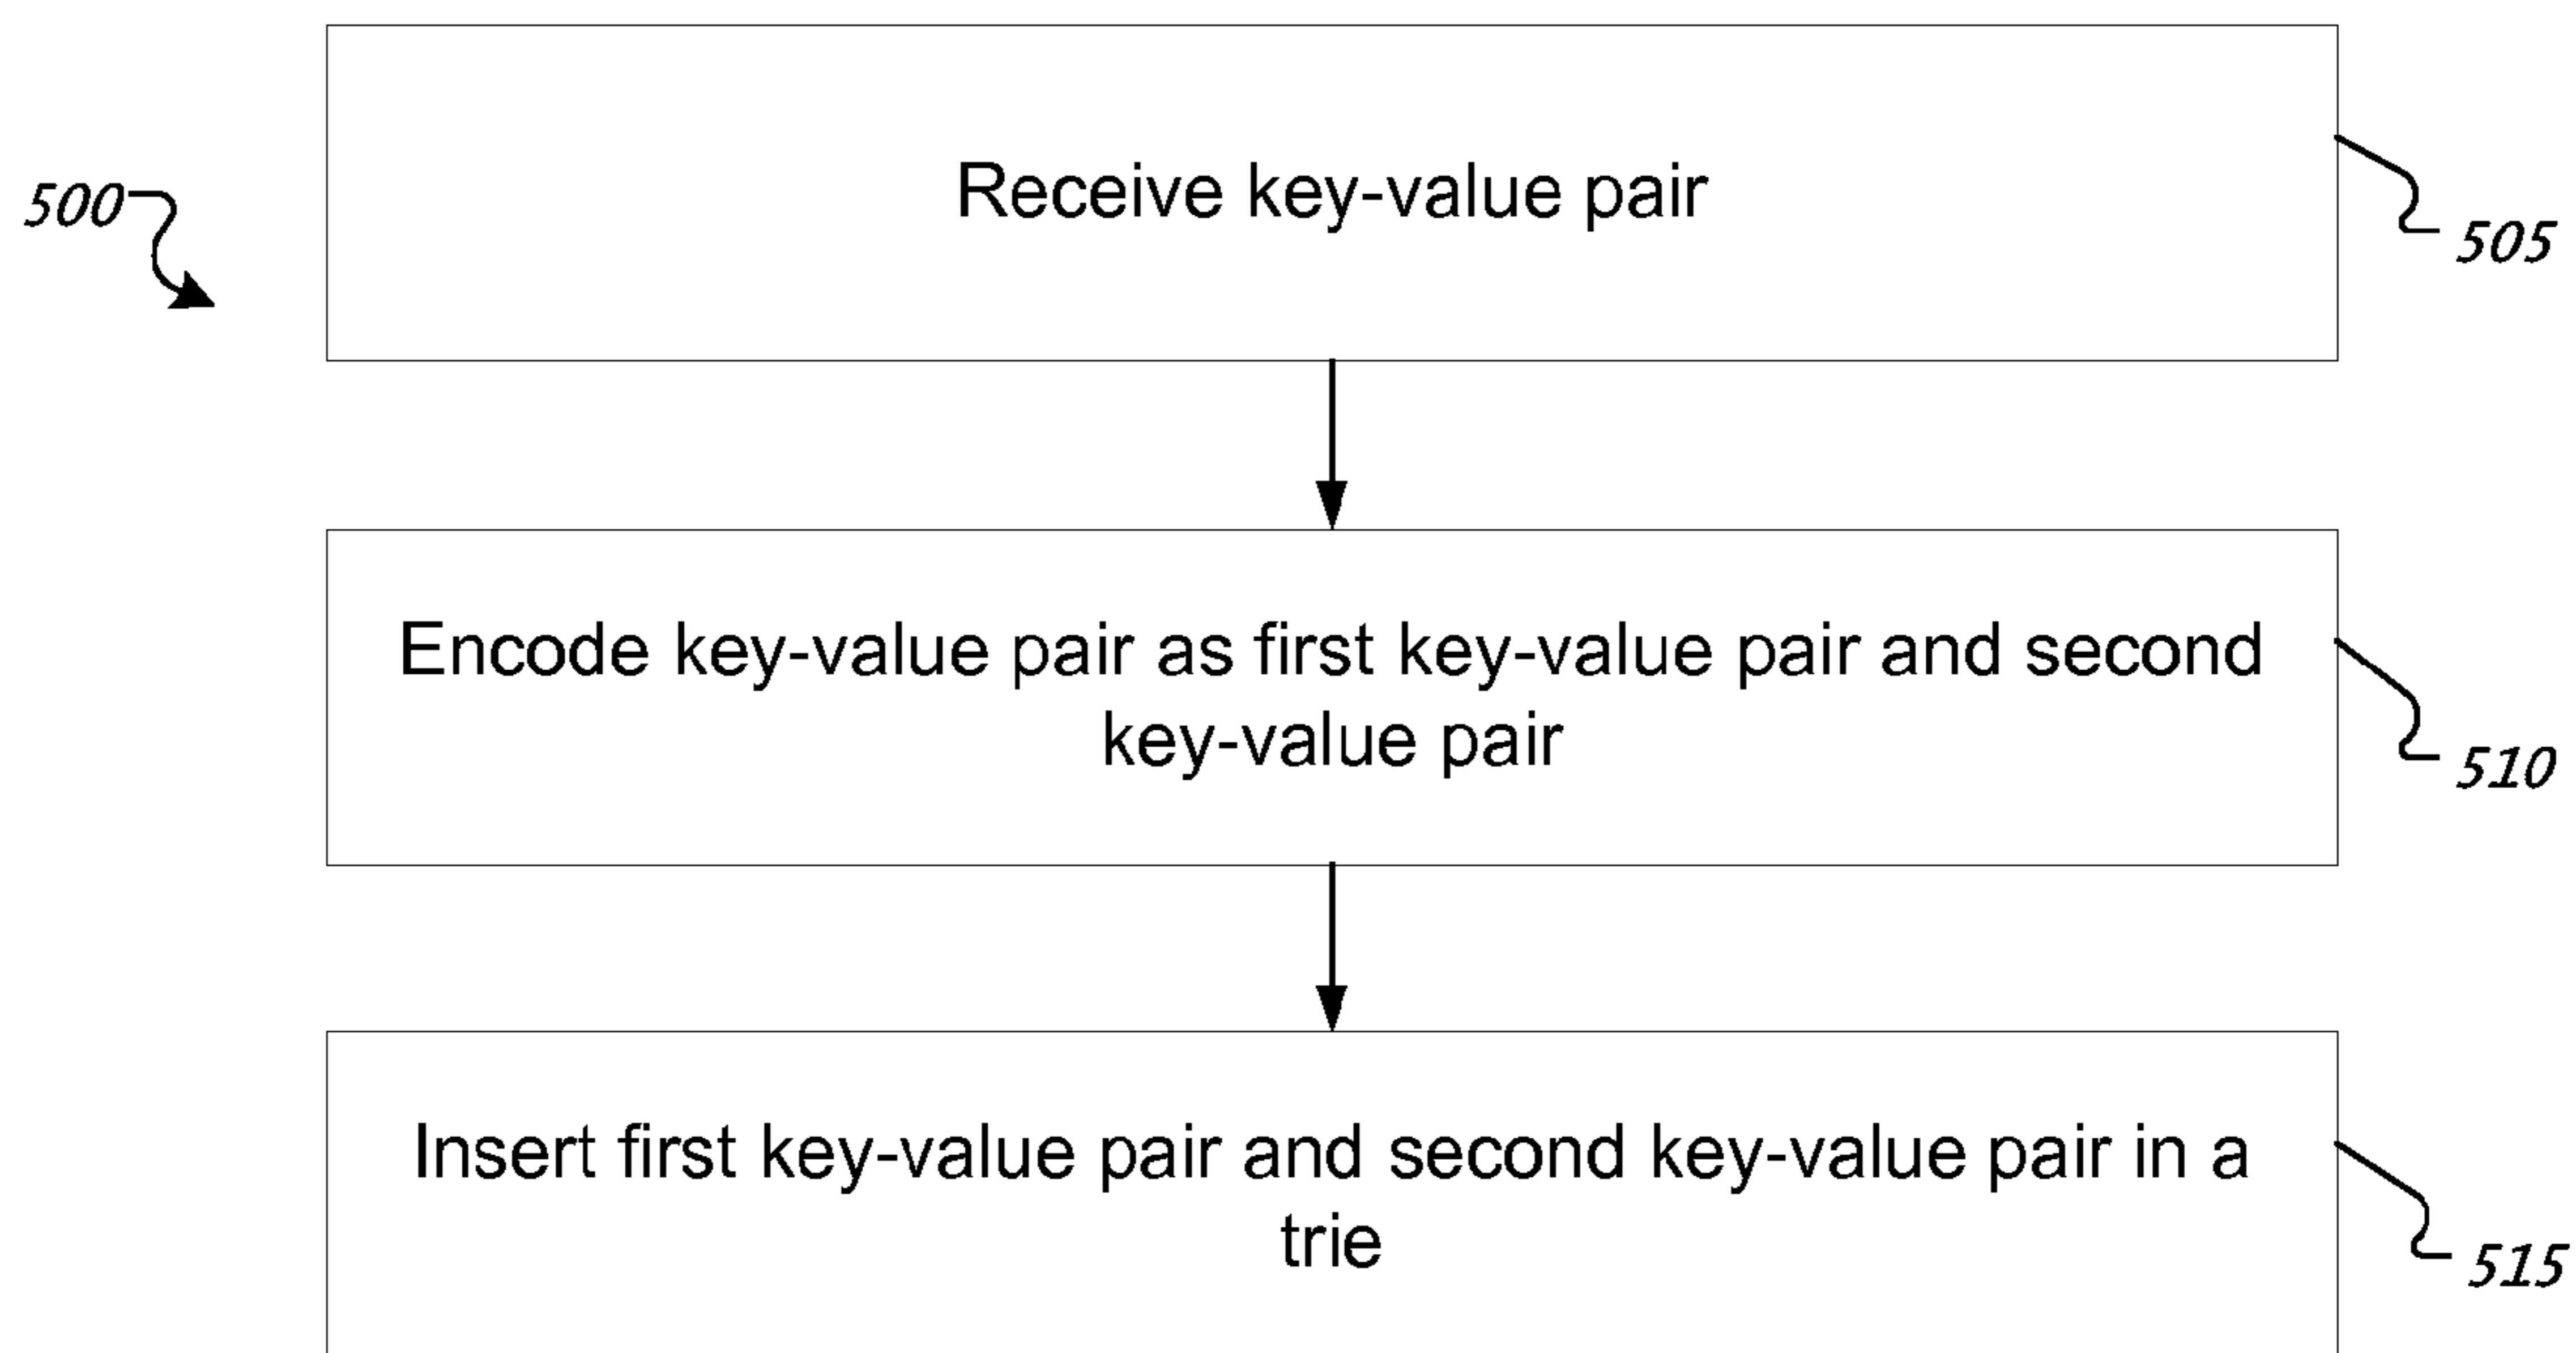 Receive key-value pair
500
505
Encode key-value pair as first key-value pair and second
key-value pair
510
Insert first key-value pair and second key-value pair in a
trie
515